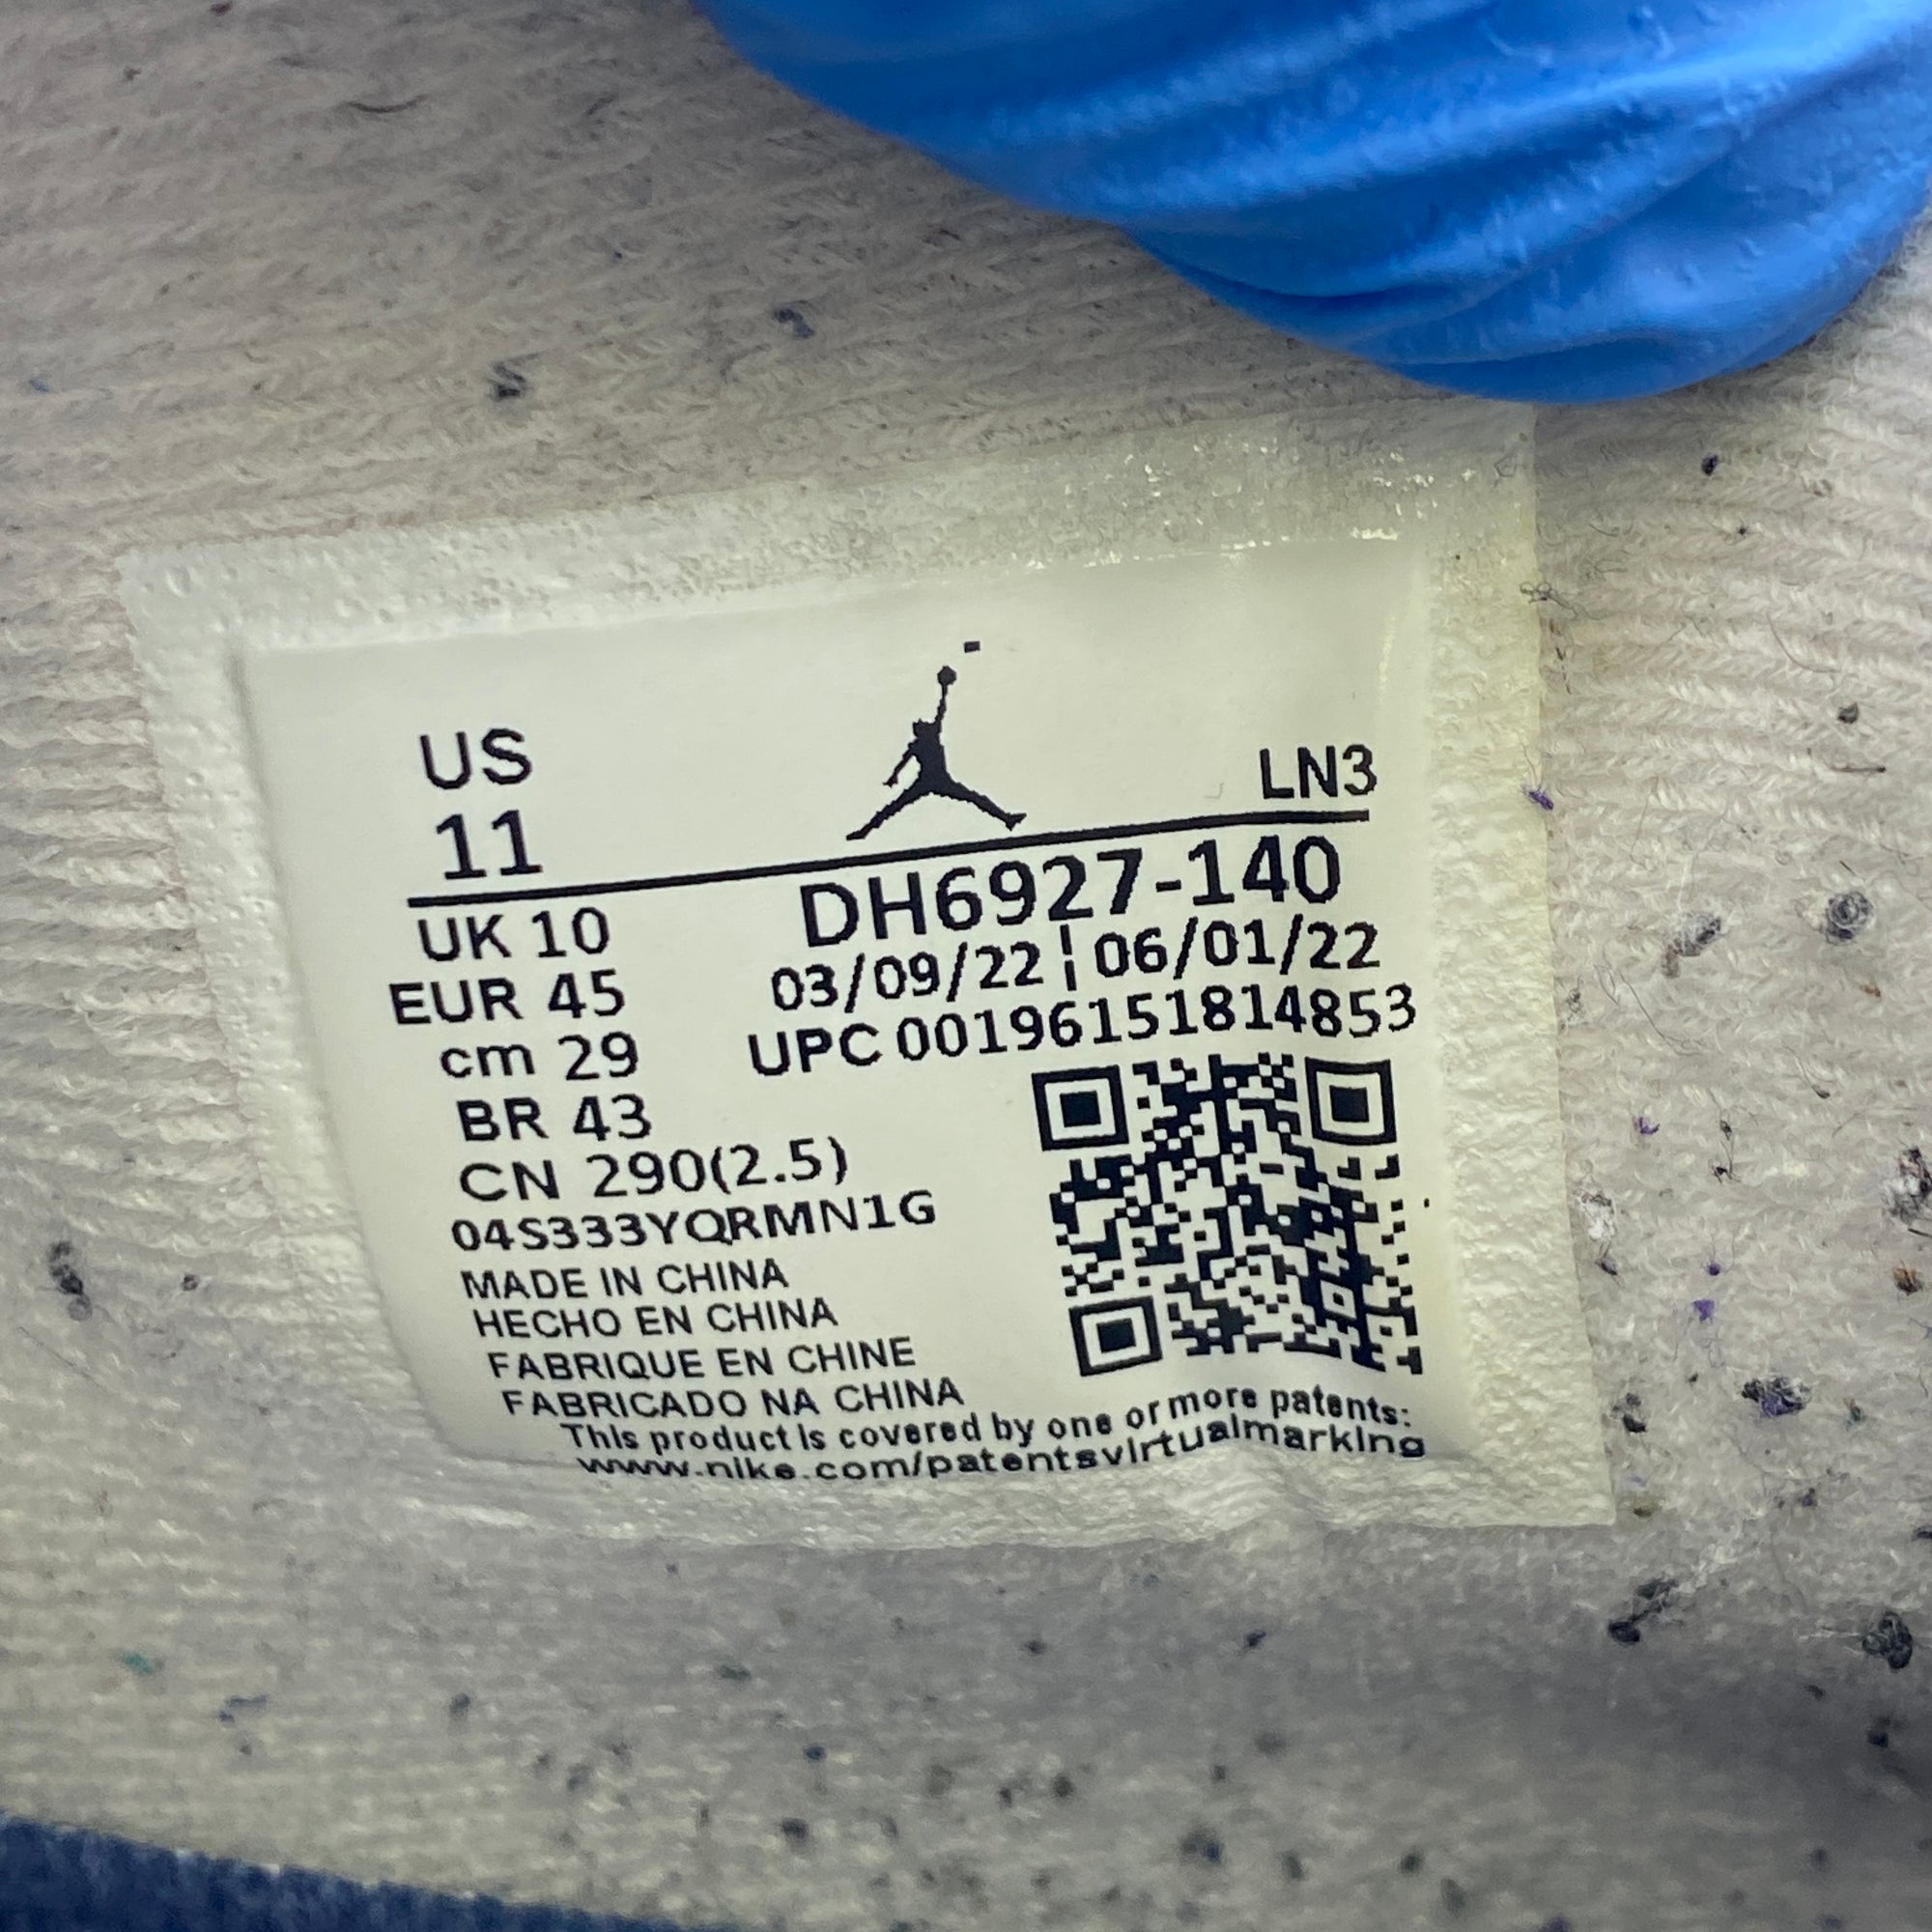 US
11
LN3
UK 10
DH6927-140
EUR 45
03/09/22 ¦ 06/01/22
cm 29
UPC 00196151814853
BR 43
CN 290(2.5)
04S333YQRMN1G
MADE IN CHINA
HECHO EN CHINA
FABRIQUE EN CHINE
FABRICADO NA CHINA
This product is covered by one or more patents:
www.nike.com/patentsvirtualmarking